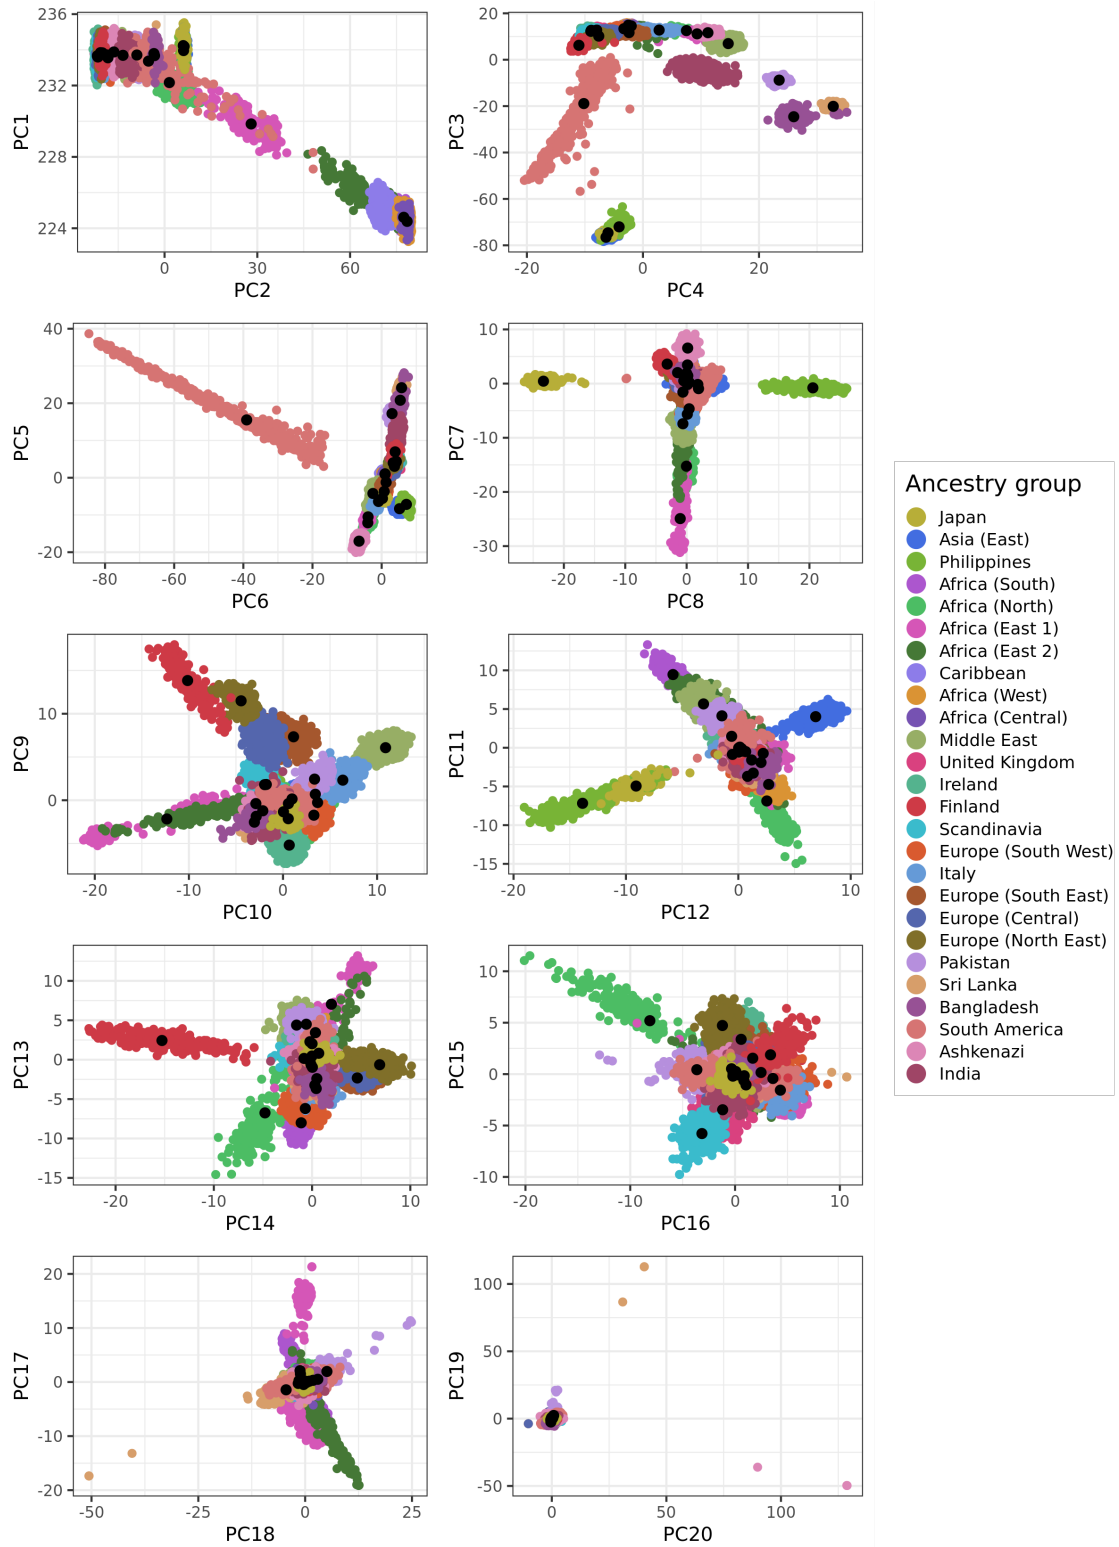 236
232
228
224
PC1
0
30
60
PC2
20
0
-20
-40
-60
-80
PC3
-20
0
20
PC4
40
20
0
-20
PC5
-80
-60
-40
-20
0
PC6
10
0
-10
-20
-30
PC7
-20
-10
0
10
20
PC8
10
0
PC9
-20
-10
0
10
PC10
10
5
0
-5
-10
-15
PC11
-20
-10
0
10
PC12
10
5
0
-5
-10
-15
PC13
-20
-10
0
10
PC14
10
5
0
-5
-10
PC15
-10
0
10
PC16
20
10
0
-10
-20
PC17
-50
-25
0
25
PC18
100
50
0
-50
PC19
0
50
100
PC20
Ancestry group
Japan
Asia (East)
Philippines
Africa (South)
Africa (North)
Africa (East 1)
Africa (East 2)
Caribbean
Africa (West)
Africa (Central)
Middle East
United Kingdom
Ireland
Finland
Scandinavia
Europe (South West)
Italy
Europe (South East)
Europe (Central)
Europe (North East)
Pakistan
Sri Lanka
Bangladesh
South America
Ashkenazi
India